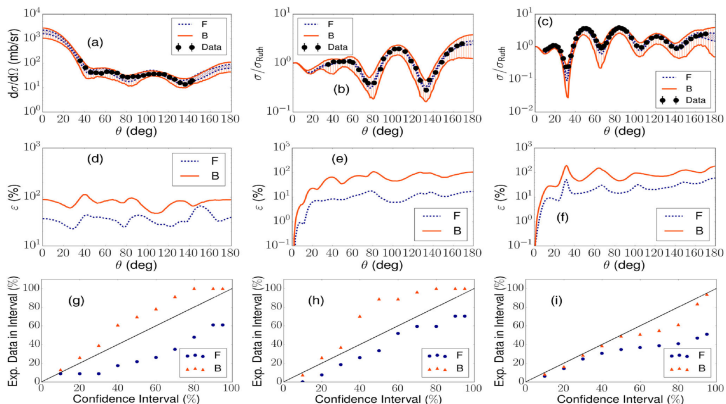 10⁴ 10³ 10² 10¹ 10⁰
dσ/dΩ (mb/sr)
(a)
F
B
Data
0 20 40 60 80 100 120 140 160 180
θ (deg)
10¹ 10⁰ 10⁻¹
σ/σRuth
(b)
F
B
Data
0 20 40 60 80 100 120 140 160 180
θ (deg)
10¹ 10⁰ 10⁻¹ 10⁻²
σ/σRuth
(c)
F
B
Data
0 20 40 60 80 100 120 140 160 180
θ (deg)
10³ 10² 10¹
ε (%)
(d)
F
B
0 20 40 60 80 100 120 140 160 180
θ (deg)
10³ 10² 10¹ 10⁰ 10⁻¹
ε (%)
(e)
F
B
0 20 40 60 80 100 120 140 160 180
θ (deg)
10³ 10² 10¹ 10⁰ 10⁻¹
ε (%)
(f)
F
B
0 20 40 60 80 100 120 140 160 180
θ (deg)
100 80 60 40 20 0
Exp. Data in Interval (%)
(g)
F
B
0 20 40 60 80 100
Confidence Interval (%)
100 80 60 40 20 0
Exp. Data in Interval (%)
(h)
F
B
0 20 40 60 80 100
Confidence Interval (%)
100 80 60 40 20 0
Exp. Data in Interval (%)
(i)
F
B
0 20 40 60 80 100
Confidence Interval (%)